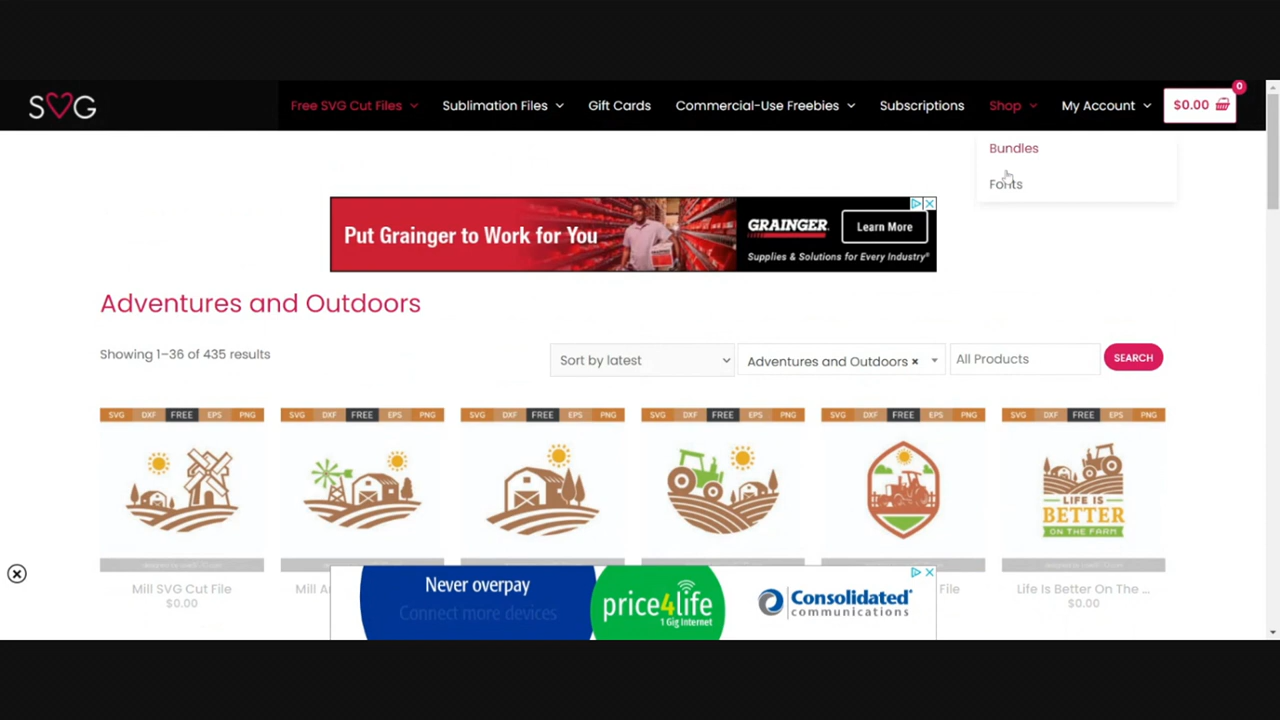 SVG
Free SVG Cut Files
Sublimation Files
Gift Cards
Commercial-Use Freebies
Subscriptions
Shop
My Account
$0.00
0
Bundles
Fonts
Put Grainger to Work for You
GRAINGER
Learn More
Supplies & Solutions for Every Industry®
Adventures and Outdoors
Showing 1–36 of 435 results
Sort by latest
Adventures and Outdoors ×
All Products
SEARCH
SVG DXF FREE EPS PNG
SVG DXF FREE EPS PNG
SVG DXF FREE EPS PNG
SVG DXF FREE EPS PNG
SVG DXF FREE EPS PNG
SVG DXF FREE EPS PNG
LIFE IS
BETTER
ON THE FARM
Mill SVG Cut File
$0.00
Mill
File
Life Is Better On The ...
$0.00
Never overpay
Connect more devices
price4life
1 Gig Internet
Consolidated
communications